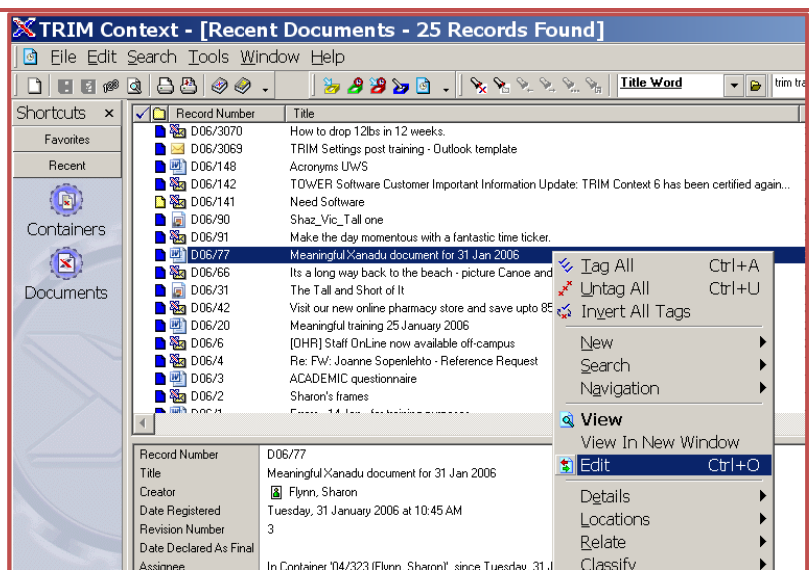 TRIM Context - [Recent Documents - 25 Records Found]
File Edit Search Tools Window Help
Title Word trim tra
Shortcuts × Record Number Title
Favorites
Recent
Containers
Documents
D06/3070 How to drop 12lbs in 12 weeks.
D06/3069 TRIM Settings post training - Outlook template
D06/148 Acronyms UWS
D06/142 TOWER Software Customer Important Information Update: TRIM Context 6 has been certified again...
D06/141 Need Software
D06/90 Shaz_Vic_Tall one
D06/91 Make the day momentous with a fantastic time ticker.
D06/77 Meaningful Xanadu document for 31 Jan 2006
D06/66 Its a long way back to the beach - picture Canoe and
D06/31 The Tall and Short of It
D06/42 Visit our new online pharmacy store and save upto 85
D06/20 Meaningful training 25 January 2006
D06/6 [OHR] Staff OnLine now available off-campus
D06/4 Re: FW: Joanne Sopenlehto - Reference Request
D06/3 ACADEMIC questionnaire
D06/2 Sharon's frames
Tag All Ctrl+A
Untag All Ctrl+U
Invert All Tags
New
Search
Navigation
View
View In New Window
Edit Ctrl+O
Details
Locations
Relate
Classify
Record Number D06/77
Title Meaningful Xanadu document for 31 Jan 2006
Creator Flynn, Sharon
Date Registered Tuesday, 31 January 2006 at 10:45 AM
Revision Number 3
Date Declared As Final
Assignee In Container '04/323 (Flynn, Sharon)', since Tuesday, 31 J